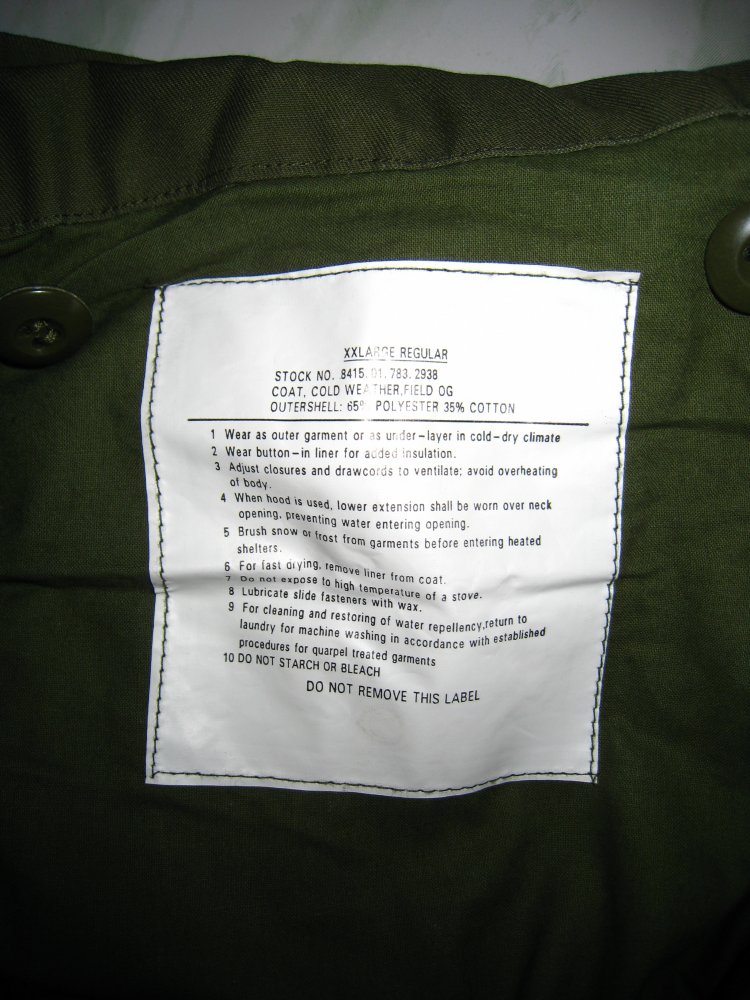 XXLARGE REGULAR
STOCK NO. 8415.01.783.2938
COAT, COLD WEATHER,FIELD OG
OUTERSHELL: 65% POLYESTER 35% COTTON
1 Wear as outer garment or as under-layer in cold-dry climate
2 Wear button-in liner for added insulation.
3 Adjust closures and drawcords to ventilate; avoid overheating
of body.
4 When hood is used, lower extension shall be worn over neck
opening, preventing water entering opening.
5 Brush snow or frost from garments before entering heated
shelters.
6 For fast drying, remove liner from coat.
7 Do not expose to high temperature of a stove.
8 Lubricate slide fasteners with wax.
9 For cleaning and restoring of water repellency,return to
laundry for machine washing in accordance with established
procedures for quarpel treated garments
10 DO NOT STARCH OR BLEACH
DO NOT REMOVE THIS LABEL